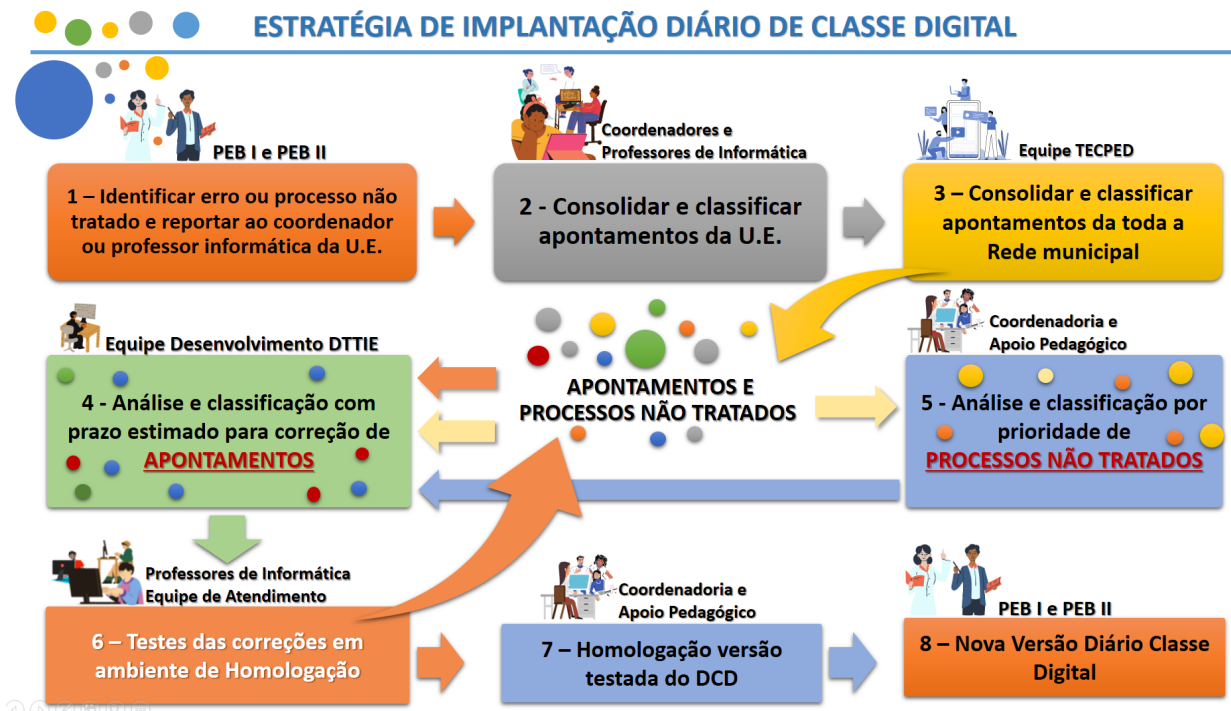 ESTRATÉGIA DE IMPLANTAÇÃO DIÁRIO DE CLASSE DIGITAL
PEB I e PEB II
1 – Identificar erro ou processo não
tratado e reportar ao coordenador
ou professor informática da U.E.
Coordenadores e
Professores de Informática
2 - Consolidar e classificar
apontamentos da U.E.
Equipe TECPED
3 – Consolidar e classificar
apontamentos da toda a
Rede municipal
Equipe Desenvolvimento DTTIE
4 - Análise e classificação com
prazo estimado para correção de
APONTAMENTOS
APONTAMENTOS E
PROCESSOS NÃO TRATADOS
Coordenadoria e
Apoio Pedagógico
5 - Análise e classificação por
prioridade de
PROCESSOS NÃO TRATADOS
Professores de Informática
Equipe de Atendimento
6 – Testes das correções em
ambiente de Homologação
Coordenadoria e
Apoio Pedagógico
7 – Homologação versão
testada do DCD
PEB I e PEB II
8 – Nova Versão Diário Classe
Digital